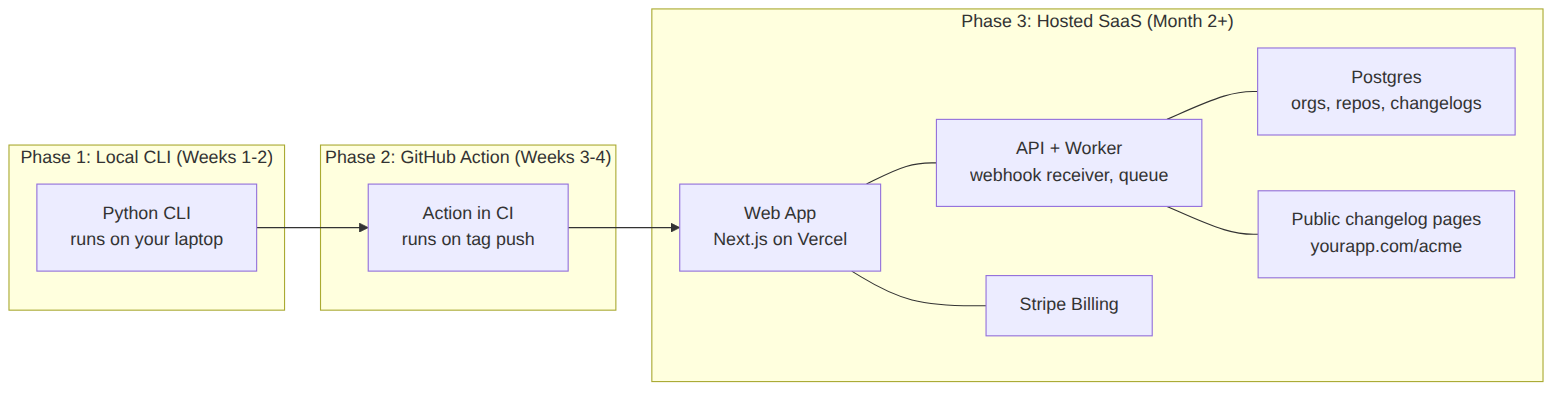 Phase 1: Local CLI (Weeks 1-2)
Python CLI
runs on your laptop
Phase 2: GitHub Action (Weeks 3-4)
Action in CI
runs on tag push
Phase 3: Hosted SaaS (Month 2+)
Web App
Next.js on Vercel
API + Worker
webhook receiver, queue
Stripe Billing
Postgres
orgs, repos, changelogs
Public changelog pages
yourapp.com/acme